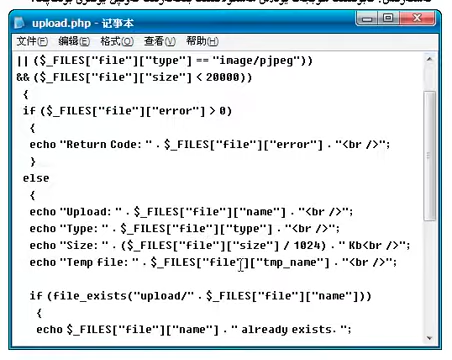 upload.php - 记事本
文件(F) 编辑(E) 格式(O) 查看(V) 帮助(H)
|| ($_FILES["file"]["type"] == "image/pjpeg"))
&& ($_FILES["file"]["size"] < 20000))
{
if ($_FILES["file"]["error"] > 0)
{
echo "Return Code: " . $_FILES["file"]["error"] . "<br />";
}
else
{
echo "Upload: " . $_FILES["file"]["name"] . "<br />";
echo "Type: " . $_FILES["file"]["type"] . "<br />";
echo "Size: " . ($_FILES["file"]["size"] / 1024) . " Kb<br />";
echo "Temp file: " . $_FILES["file"]["tmp_name"] . "<br />";
if (file_exists("upload/" . $_FILES["file"]["name"]))
{
echo $_FILES["file"]["name"] . " already exists. ";